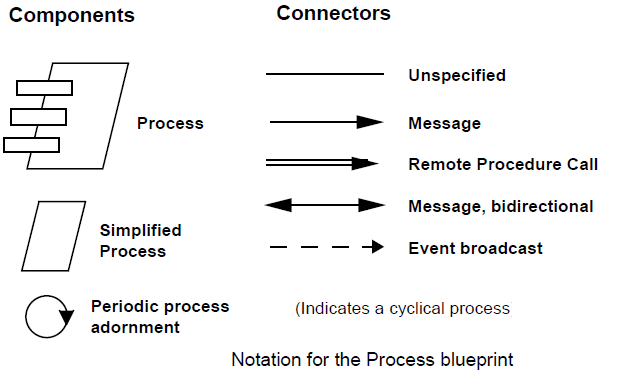 Components
Connectors
Process
Simplified
Process
Periodic process
adornment
Unspecified
Message
Remote Procedure Call
Message, bidirectional
Event broadcast
(Indicates a cyclical process
Notation for the Process blueprint